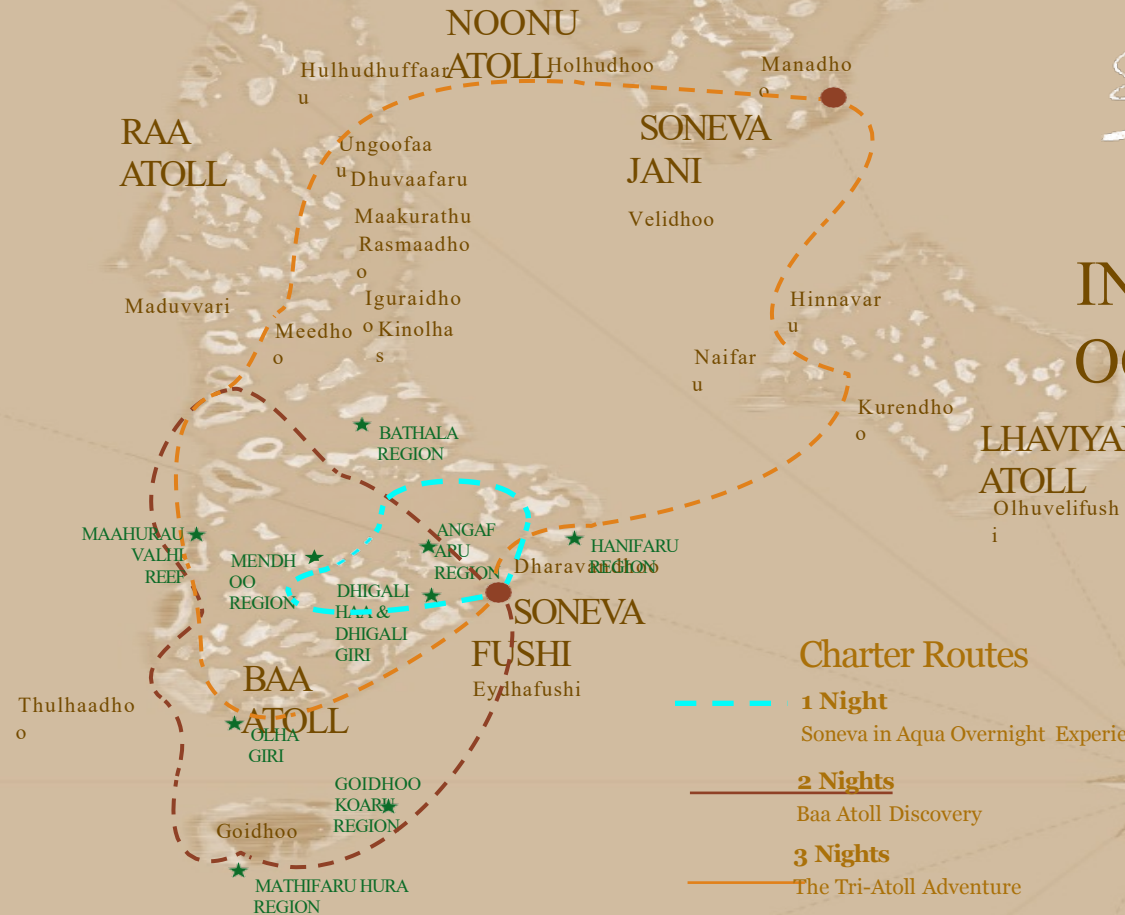 NOONU
ATOLL
Hulhudhuffaar
u
Holhudhoo
Manadho
o
RAA
ATOLL
SONEVA
JANI
Ungoofaa
u
Dhuvaafaru
Maakurathu
Rasmaadho
o
Velidhoo
Iguraidho
o
Kinolha
s
Maduvvari
Meedho
o
Hinnavar
u
Naifar
u
Kurendho
o
IN
OC
LHAVIYA
ATOLL
Olhuvelifush
i
BATHALA
REGION
MAAHURAU
VALHI
REEF
MENDH
OO
REGION
ANGAF
ARU
REGION
HANIFARU
REGION
Dharavandhoo
DHIGALI
HAA &
DHIGALI
GIRI
SONEVA
FUSHI
Eydhafushi
BAA
ATOLL
Thulhaadho
o
OLHA
GIRI
GOIDHOO
KOARU
REGION
Goidhoo
MATHIFARU HURA
REGION
Charter Routes
1 Night
Soneva in Aqua Overnight Experie
2 Nights
Baa Atoll Discovery
3 Nights
The Tri-Atoll Adventure